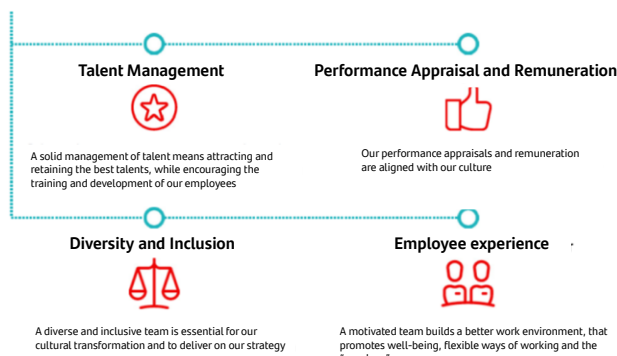 Talent Management
Performance Appraisal and Remuneration
A solid management of talent means attracting and
retaining the best talents, while encouraging the
training and development of our employees
Our performance appraisals and remuneration
are aligned with our culture
Diversity and Inclusion
Employee experience
A diverse and inclusive team is essential for our
cultural transformation and to deliver on our strategy
A motivated team builds a better work environment, that
promotes well-being, flexible ways of working and the